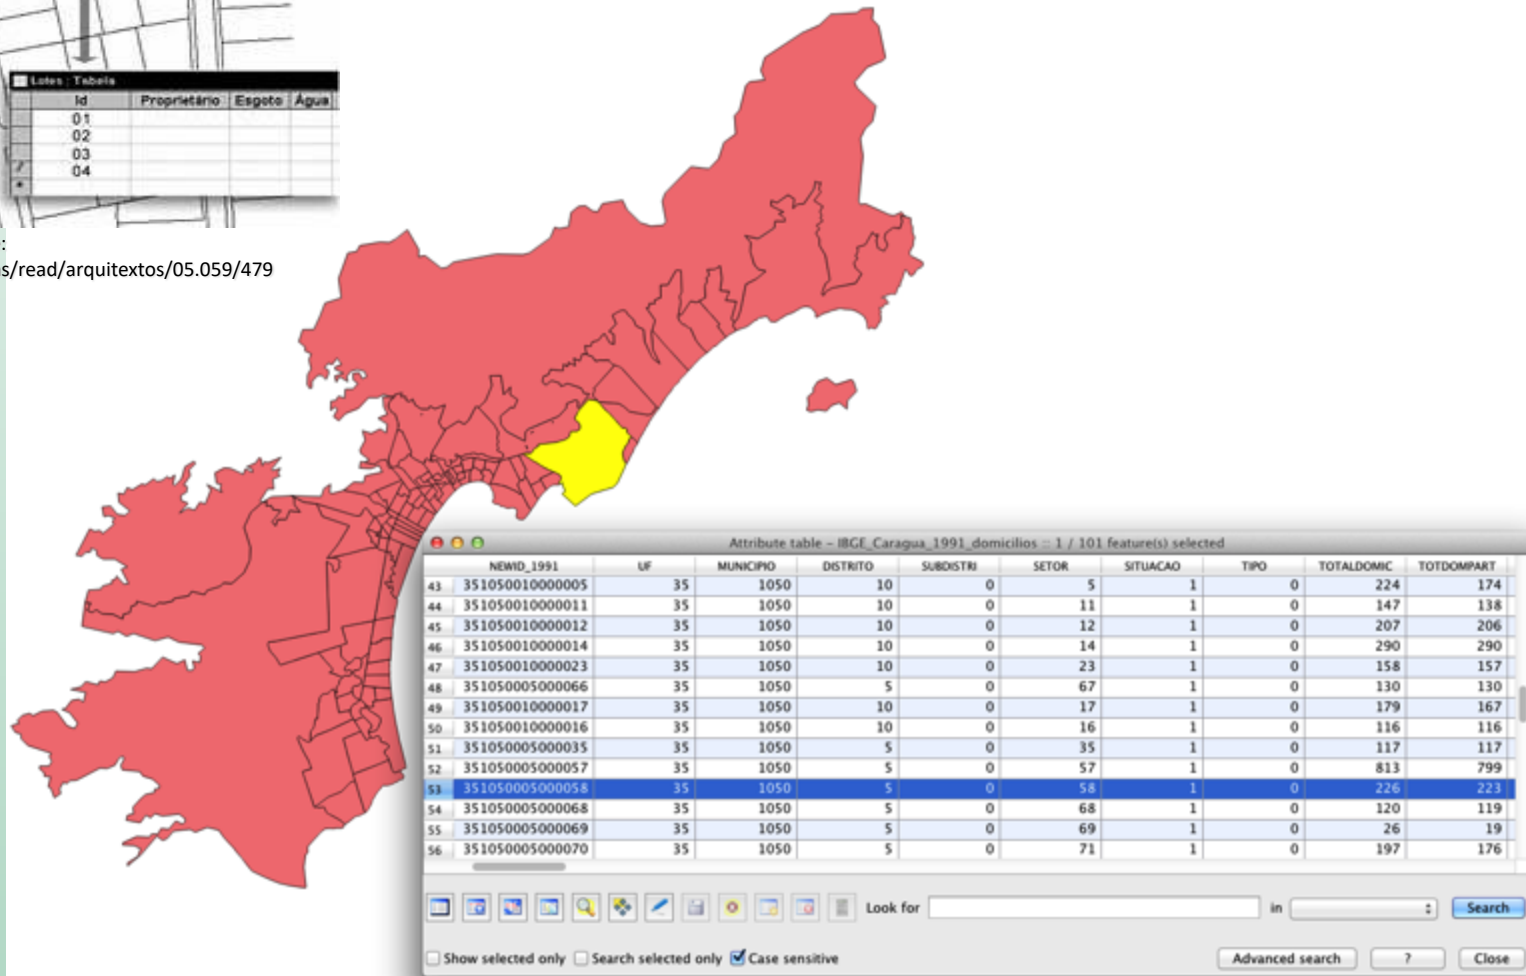 Lotes : Tabela
Id Proprietário Esgoto Água
01
02
03
04
*
:
s/read/arquitextos/05.059/479
Attribute table – IBGE_Caragua_1991_domicilios :: 1 / 101 feature(s) selected
NEWID_1991 UF MUNICIPIO DISTRITO SUBDISTRI SETOR SITUACAO TIPO TOTALDOMIC TOTDOMPART
43 351050010000005 35 1050 10 0 5 1 0 224 174
44 351050010000011 35 1050 10 0 11 1 0 147 138
45 351050010000012 35 1050 10 0 12 1 0 207 206
46 351050010000014 35 1050 10 0 14 1 0 290 290
47 351050010000023 35 1050 10 0 23 1 0 158 157
48 351050005000066 35 1050 5 0 67 1 0 130 130
49 351050010000017 35 1050 10 0 17 1 0 179 167
50 351050010000016 35 1050 10 0 16 1 0 116 116
51 351050005000035 35 1050 5 0 35 1 0 117 117
52 351050005000057 35 1050 5 0 57 1 0 813 799
53 351050005000058 35 1050 5 0 58 1 0 226 223
54 351050005000068 35 1050 5 0 68 1 0 120 119
55 351050005000069 35 1050 5 0 69 1 0 26 19
56 351050005000070 35 1050 5 0 71 1 0 197 176
Look for in Search
Show selected only Search selected only Case sensitive Advanced search ? Close